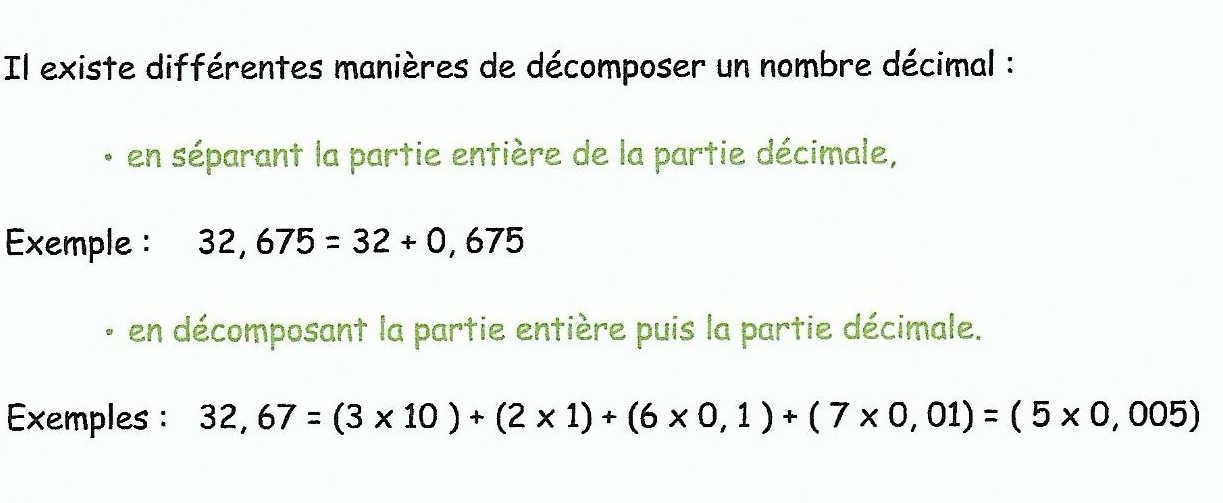 Il existe différentes manières de décomposer un nombre décimal :
• en séparant la partie entière de la partie décimale,
Exemple : 32, 675 = 32 + 0, 675
• en décomposant la partie entière puis la partie décimale.
Exemples : 32, 67 = (3 x 10 ) + (2 x 1) + (6 x 0, 1 ) + ( 7 x 0, 01) = ( 5 x 0, 005)